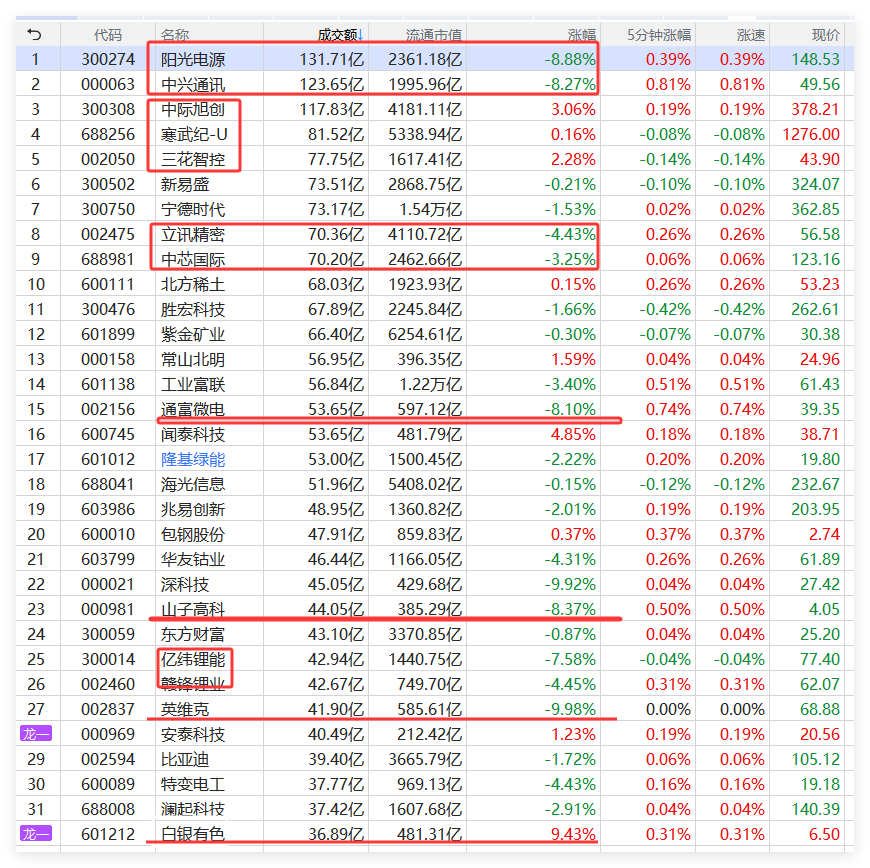 代码 名称 成交额↓ 流通市值 涨幅 5分钟涨幅 涨速 现价
1 300274 阳光电源 131.71亿 2361.18亿 -8.88% 0.39% 0.39% 148.53
2 000063 中兴通讯 123.65亿 1995.96亿 -8.27% 0.81% 0.81% 49.56
3 300308 中际旭创 117.83亿 4181.11亿 3.06% 0.19% 0.19% 378.21
4 688256 寒武纪-U 81.52亿 5338.94亿 0.16% -0.08% -0.08% 1276.00
5 002050 三花智控 77.75亿 1617.41亿 2.28% -0.14% -0.14% 43.90
6 300502 新易盛 73.51亿 2868.75亿 -0.21% -0.10% -0.10% 324.07
7 300750 宁德时代 73.17亿 1.54万亿 -1.53% 0.02% 0.02% 362.85
8 002475 立讯精密 70.36亿 4110.72亿 -4.43% 0.26% 0.26% 56.58
9 688981 中芯国际 70.20亿 2462.66亿 -3.25% 0.06% 0.06% 123.16
10 600111 北方稀土 68.03亿 1923.93亿 0.15% 0.26% 0.26% 53.23
11 300476 胜宏科技 67.89亿 2245.84亿 -1.66% -0.42% -0.42% 262.61
12 601899 紫金矿业 66.40亿 6254.61亿 -0.30% -0.07% -0.07% 30.38
13 000158 常山北明 56.95亿 396.35亿 1.59% 0.04% 0.04% 24.96
14 601138 工业富联 56.84亿 1.22万亿 -3.40% 0.51% 0.51% 61.43
15 002156 通富微电 53.65亿 597.12亿 -8.10% 0.74% 0.74% 39.35
16 600745 闻泰科技 53.65亿 481.79亿 4.85% 0.18% 0.18% 38.71
17 601012 隆基绿能 53.00亿 1500.45亿 -2.22% 0.20% 0.20% 19.80
18 688041 海光信息 51.96亿 5408.02亿 -0.15% -0.12% -0.12% 232.67
19 603986 兆易创新 48.95亿 1360.82亿 -2.01% 0.19% 0.19% 203.95
20 600010 包钢股份 47.91亿 859.83亿 0.37% 0.37% 0.37% 2.74
21 603799 华友钴业 46.44亿 1166.05亿 -4.31% 0.26% 0.26% 61.89
22 000021 深科技 45.05亿 429.68亿 -9.92% 0.04% 0.04% 27.42
23 000981 山子高科 44.05亿 385.29亿 -8.37% 0.50% 0.50% 4.05
24 300059 东方财富 43.10亿 3370.85亿 -0.87% 0.04% 0.04% 25.20
25 300014 亿纬锂能 42.94亿 1440.75亿 -7.58% -0.04% -0.04% 77.40
26 002460 赣锋锂业 42.67亿 749.70亿 -4.45% 0.31% 0.31% 62.07
27 002837 英维克 41.90亿 585.61亿 -9.98% 0.00% 0.00% 68.88
龙一 000969 安泰科技 40.49亿 212.42亿 1.23% 0.19% 0.19% 20.56
29 002594 比亚迪 39.40亿 3665.79亿 -1.72% 0.06% 0.06% 105.12
30 600089 特变电工 37.77亿 969.13亿 -4.43% 0.16% 0.16% 19.18
31 688008 澜起科技 37.42亿 1607.68亿 -2.91% 0.04% 0.04% 140.39
龙一 601212 白银有色 36.89亿 481.31亿 9.43% 0.31% 0.31% 6.50